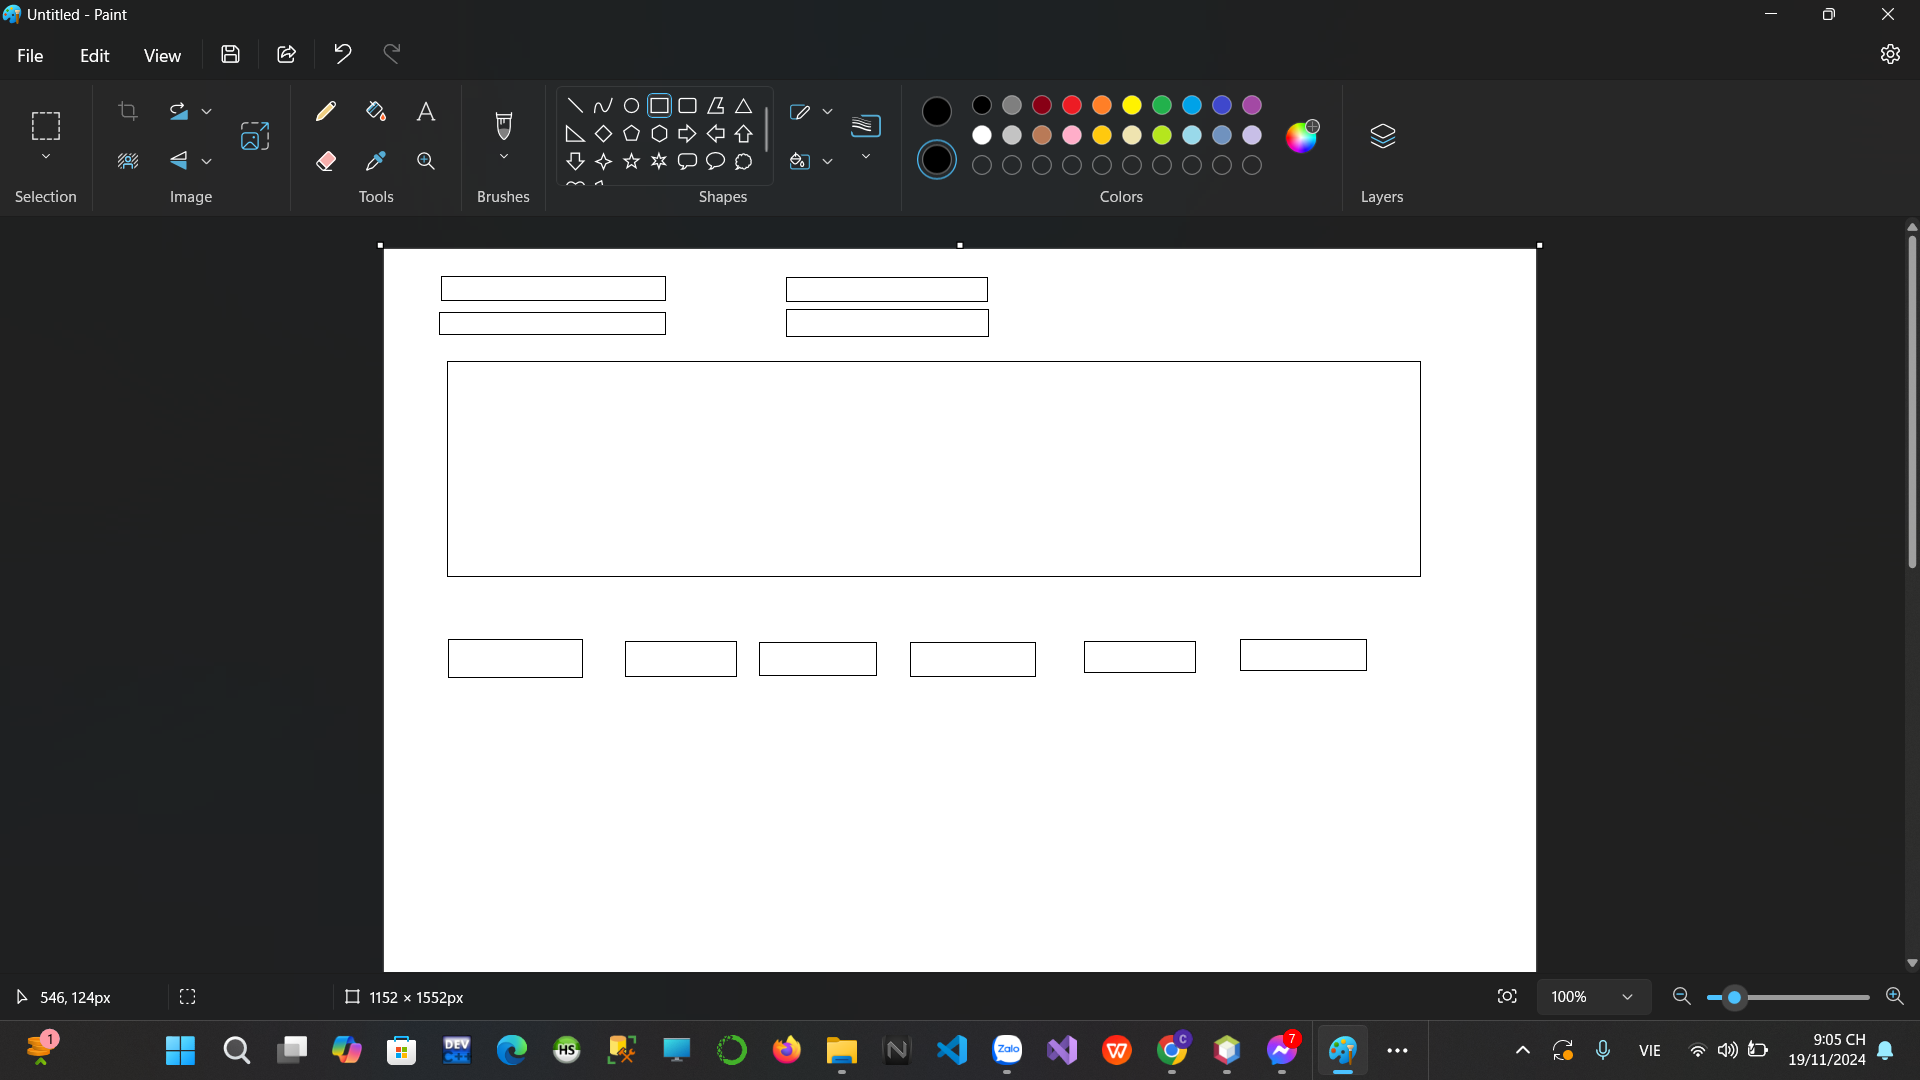 Untitled - Paint
File Edit View
Selection Image Tools Brushes Shapes Colors Layers
546, 124px 1152 × 1552px 100%
1 DEV C++ HS N Zalo W C 7 VIE 9:05 CH
19/11/2024